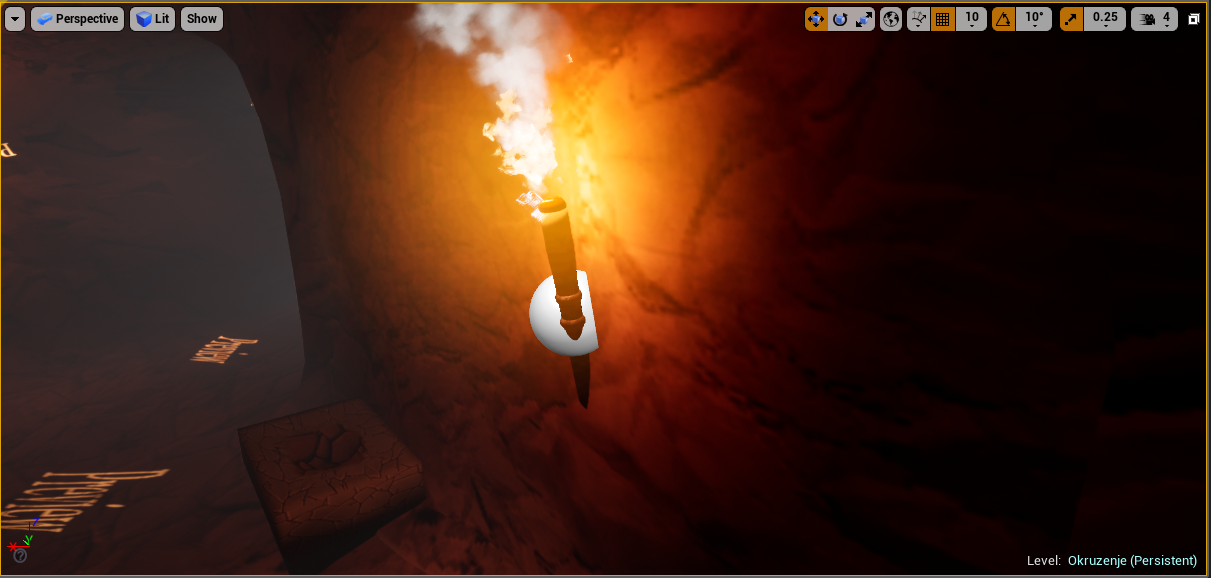 Perspective Lit Show 10 10° 0.25 4
Level: Okruzenje (Persistent)